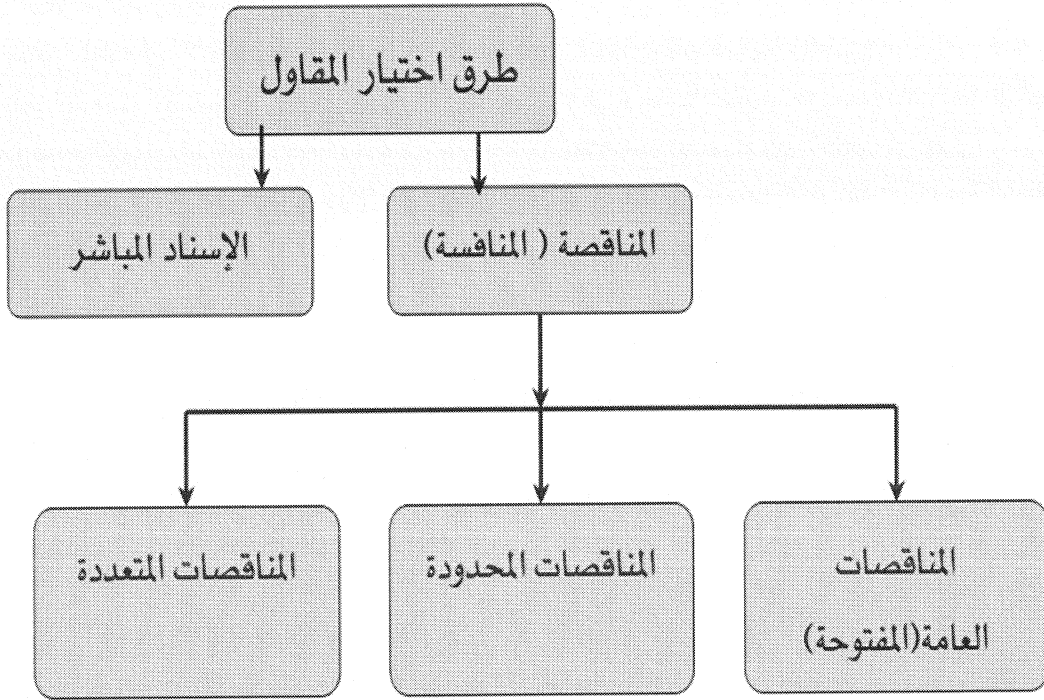 طرق اختيار المقاول
المناقصة ( المنافسة)
الإسناد المباشر
المناقصات
العامة(المفتوحة)
المناقصات المحدودة
المناقصات المتعددة